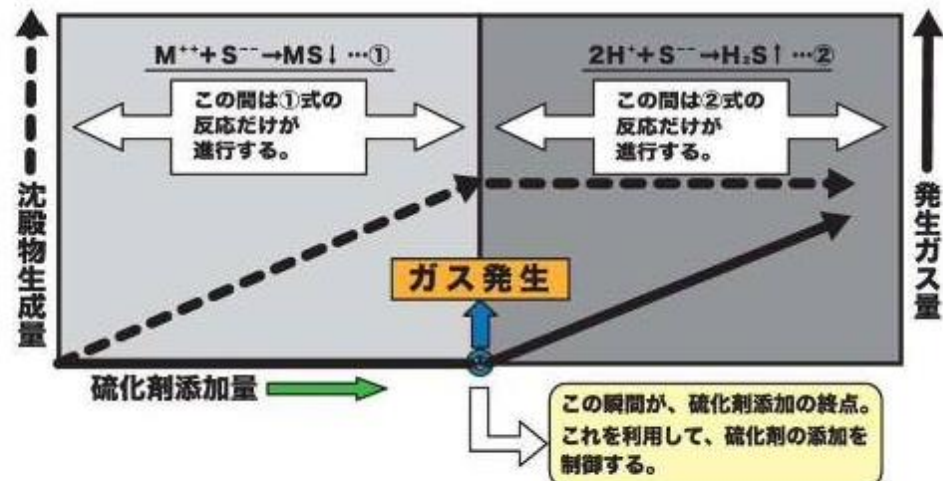 M⁺⁺+S⁻⁻→MS↓ …①
この間は①式の
反応だけが
進行する。
2H⁺+S⁻⁻→H₂S↑ …②
この間は②式の
反応だけが
進行する。
沈殿物生成量
発生ガス量
ガス発生
硫化剤添加量
この瞬間が、硫化剤添加の終点。
これを利用して、硫化剤の添加を
制御する。